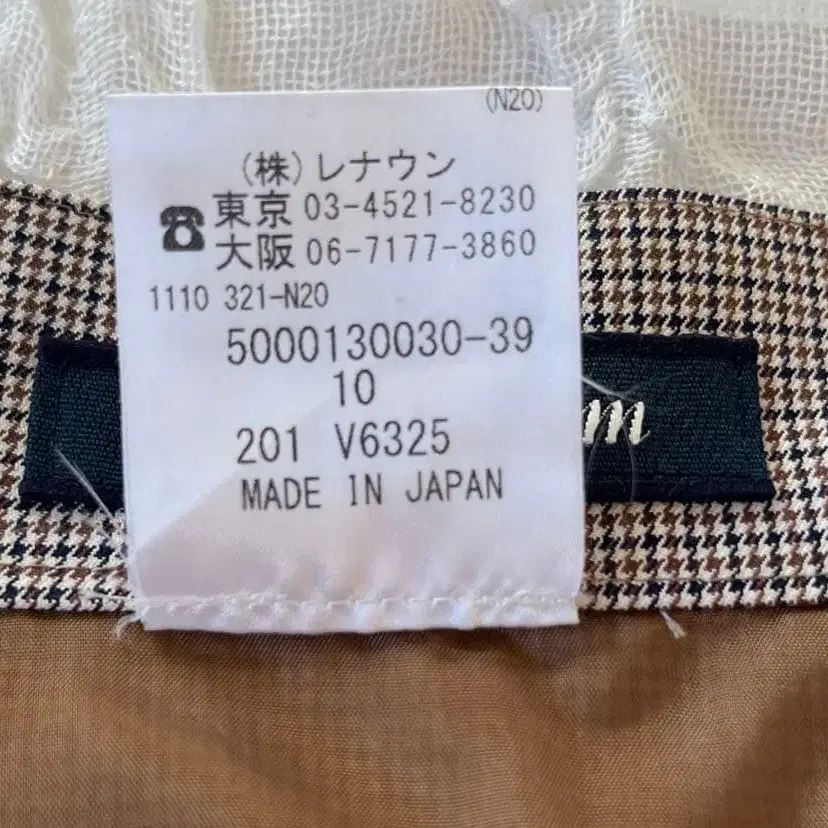 (N20)
(株)レナウン
☎東京 03-4521-8230
大阪 06-7177-3860
1110 321-N20
5000130030-39
10
201 V6325
MADE IN JAPAN
m